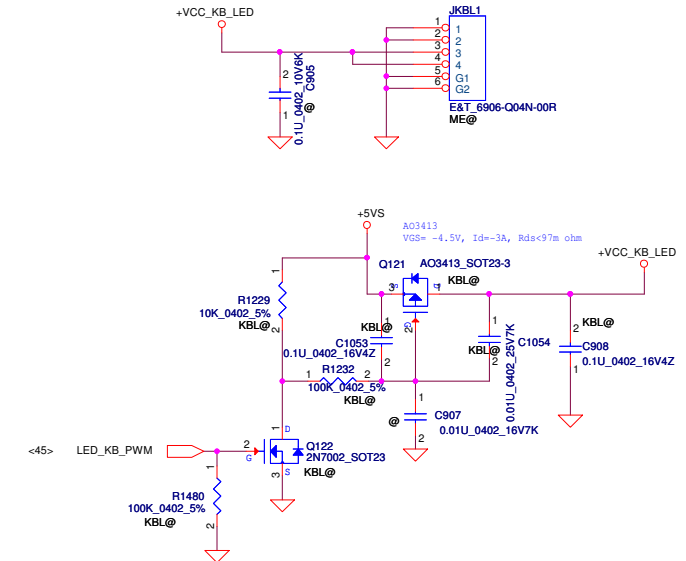 +VCC_KB_LED
JKBL1
1 1
2 2
3 3
4 4
5 G1
6 G2
E&T_6906-Q04N-00R
ME@
2
1
0.1U_0402_10V6K
C905
@
+5VS
AO3413
VGS= -4.5V, Id=-3A, Rds<97m ohm
+VCC_KB_LED
Q121
AO3413_SOT23-3
KBL@
3 S
D 1
G
2
1
R1229
10K_0402_5%
KBL@
2
KBL@
1
C1053
0.1U_0402_16V4Z
2
1
KBL@
2
C1054
0.01U_0402_25V7K
2
KBL@
C908
0.1U_0402_16V4Z
1
R1232
1 2
100K_0402_5%
KBL@
1
@
C907
0.01U_0402_16V7K
2
<45>
LED_KB_PWM
1 D
2
G
Q122
2N7002_SOT23
KBL@
3 S
1
R1480
100K_0402_5%
KBL@
2